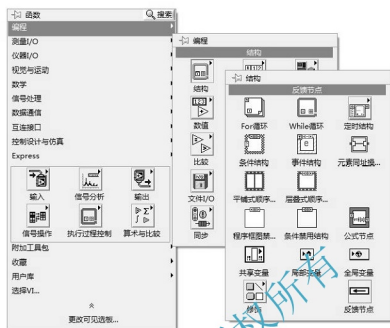 函数
搜索
编程
测量I/O
仪器I/O
视觉与运动
数学
信号处理
数据通信
互连接口
控制设计与仿真
Express
输入
信号分析
输出
信号操作
执行过程控制
算术与比较
附加工具包
收藏
用户库
选择VI...
更改可见选板...
编程
结构
结构
数值
比较
文件I/O
同步
结构
反馈节点
For循环
While循环
定时结构
条件结构
事件结构
元素同址操...
平铺式顺序...
层叠式顺序...
程序框图禁...
条件禁用结构
公式节点
共享变量
局部变量
全局变量
修饰
反馈节点
权所有